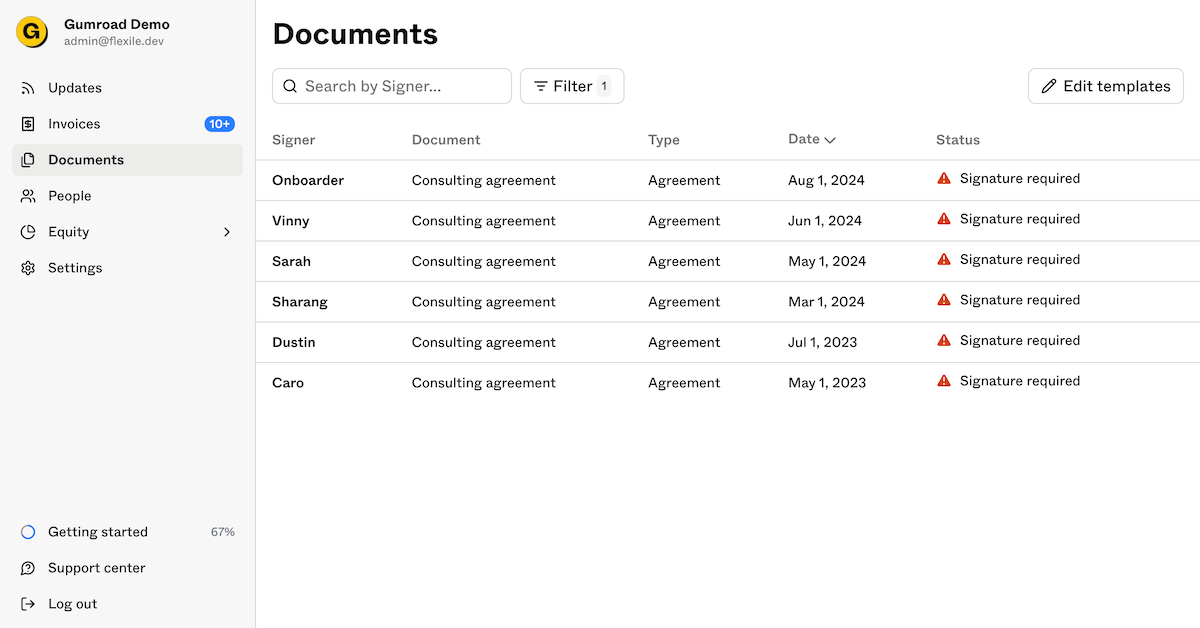 Gumroad Demo
admin@flexile.dev
Updates
Invoices 10+
Documents
People
Equity
Settings
Getting started 67%
Support center
Log out
Documents
Search by Signer...
Filter 1
Edit templates
Signer Document Type Date Status
Onboarder Consulting agreement Agreement Aug 1, 2024 Signature required
Vinny Consulting agreement Agreement Jun 1, 2024 Signature required
Sarah Consulting agreement Agreement May 1, 2024 Signature required
Sharang Consulting agreement Agreement Mar 1, 2024 Signature required
Dustin Consulting agreement Agreement Jul 1, 2023 Signature required
Caro Consulting agreement Agreement May 1, 2023 Signature required